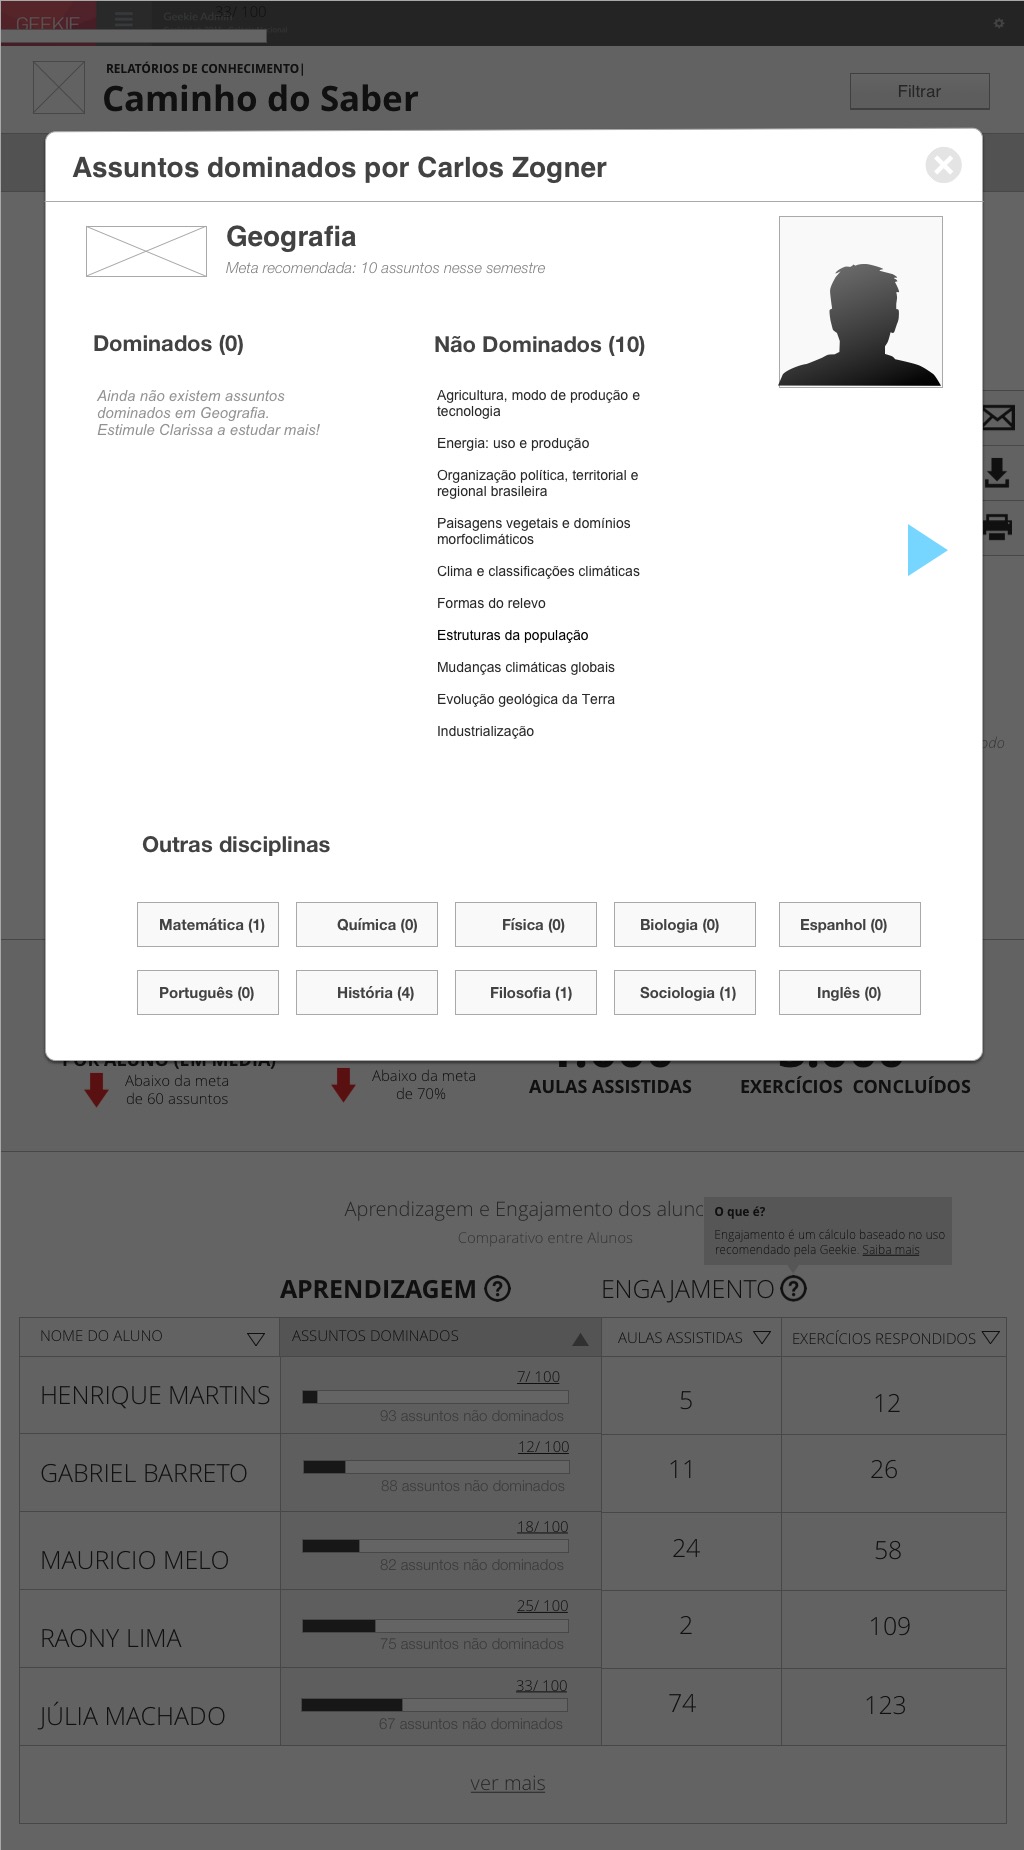 33/ 100
GEEKIE
Geekie Admin
RELATÓRIOS DE CONHECIMENTO|
Caminho do Saber
Filtrar
Assuntos dominados por Carlos Zogner
Geografia
Meta recomendada: 10 assuntos nesse semestre
Dominados (0)
Ainda não existem assuntos
dominados em Geografia.
Estimule Clarissa a estudar mais!
Não Dominados (10)
Agricultura, modo de produção e
tecnologia
Energia: uso e produção
Organização política, territorial e
regional brasileira
Paisagens vegetais e domínios
morfoclimáticos
Clima e classificações climáticas
Formas do relevo
Estruturas da população
Mudanças climáticas globais
Evolução geológica da Terra
Industrialização
Outras disciplinas
Matemática (1)
Química (0)
Física (0)
Biologia (0)
Espanhol (0)
Português (0)
História (4)
Filosofia (1)
Sociologia (1)
Inglês (0)
POR ALUNO (EM MÉDIA)
Abaixo da meta
de 60 assuntos
Abaixo da meta
de 70%
AULAS ASSISTIDAS
EXERCÍCIOS CONCLUÍDOS
Aprendizagem e Engajamento dos aluno
Comparativo entre Alunos
O que é?
Engajamento é um cálculo baseado no uso
recomendado pela Geekie. Saiba mais
APRENDIZAGEM ?
ENGAJAMENTO ?
NOME DO ALUNO
ASSUNTOS DOMINADOS
AULAS ASSISTIDAS
EXERCÍCIOS RESPONDIDOS
HENRIQUE MARTINS
7/ 100
93 assuntos não dominados
5
12
GABRIEL BARRETO
12/ 100
88 assuntos não dominados
11
26
MAURICIO MELO
18/ 100
82 assuntos não dominados
24
58
RAONY LIMA
25/ 100
75 assuntos não dominados
2
109
JÚLIA MACHADO
33/ 100
67 assuntos não dominados
74
123
ver mais